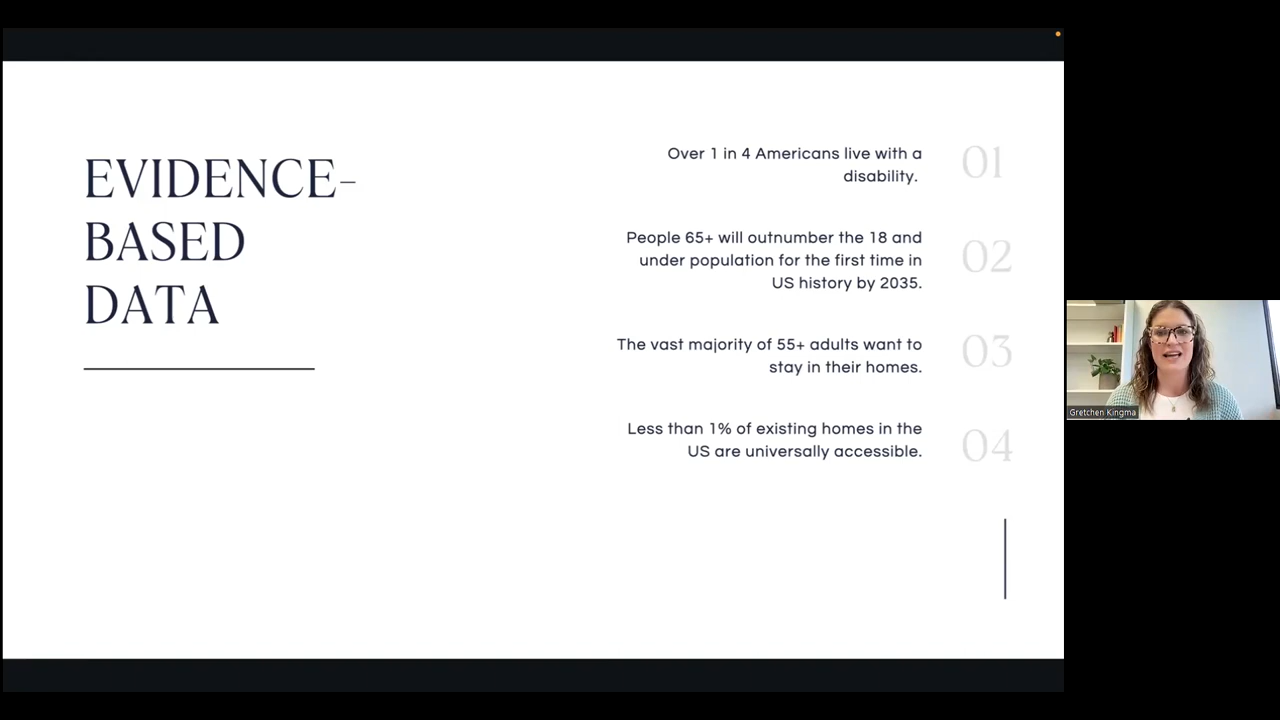 EVIDENCE-
BASED
DATA
Over 1 in 4 Americans live with a
disability.
01
People 65+ will outnumber the 18 and
under population for the first time in
US history by 2035.
02
The vast majority of 55+ adults want to
stay in their homes.
03
Less than 1% of existing homes in the
US are universally accessible.
04
Gretchen Kingma